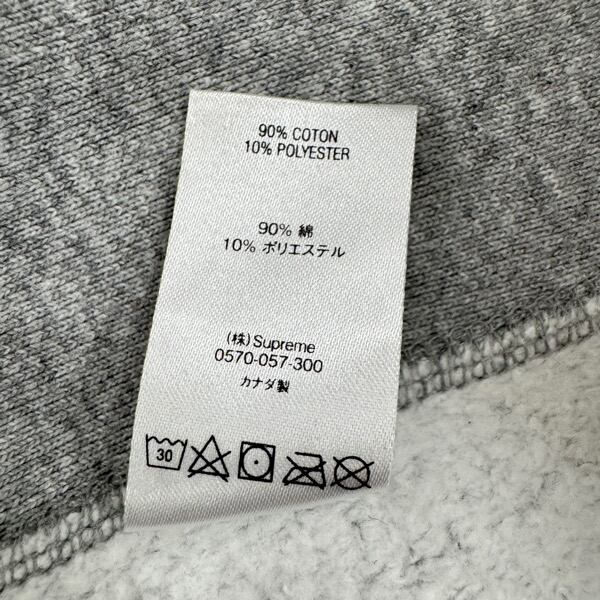 90% COTON
10% POLYESTER
90% 綿
10% ポリエステル
(株) Supreme
0570-057-300
カナダ製
30